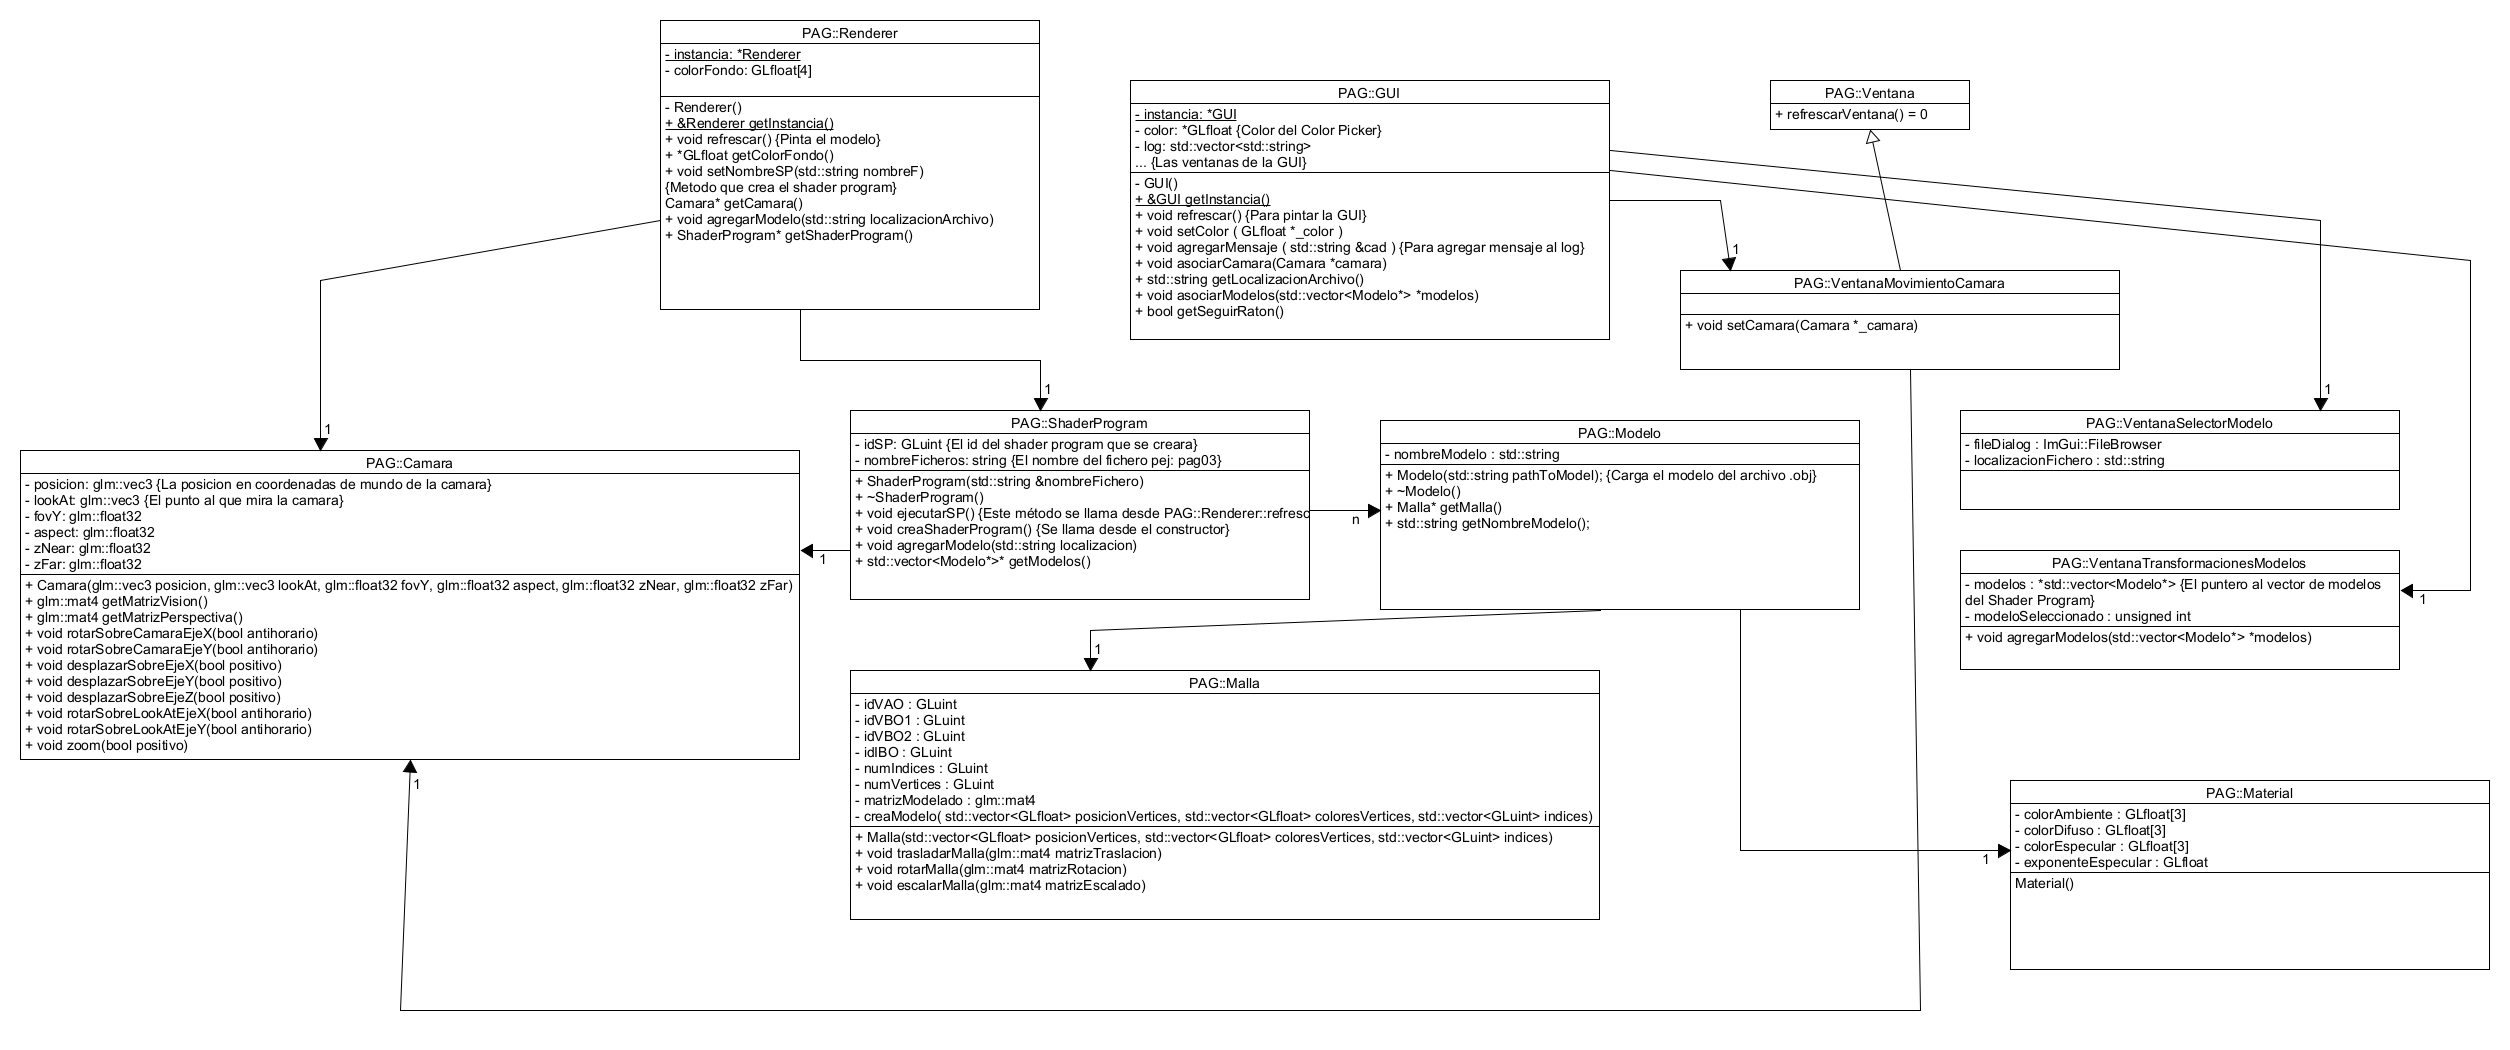 PAG::Renderer
- instancia: *Renderer
- colorFondo: GLfloat[4]
- Renderer()
+ &Renderer getInstancia()
+ void refrescar() {Pinta el modelo}
+ *GLfloat getColorFondo()
+ void setNombreSP(std::string nombreF)
{Metodo que crea el shader program}
Camara* getCamara()
+ void agregarModelo(std::string localizacionArchivo)
+ ShaderProgram* getShaderProgram()
PAG::GUI
- instancia: *GUI
- color: *GLfloat {Color del Color Picker}
- log: std::vector<std::string>
... {Las ventanas de la GUI}
- GUI()
+ &GUI getInstancia()
+ void refrescar() {Para pintar la GUI}
+ void setColor ( GLfloat *_color )
+ void agregarMensaje ( std::string &cad ) {Para agregar mensaje al log}
+ void asociarCamara(Camara *camara)
+ std::string getLocalizacionArchivo()
+ void asociarModelos(std::vector<Modelo*> *modelos)
+ bool getSeguirRaton()
PAG::Ventana
+ refrescarVentana() = 0
1
PAG::VentanaMovimientoCamara
+ void setCamara(Camara *_camara)
1
1
1
PAG::Camara
- posicion: glm::vec3 {La posicion en coordenadas de mundo de la camara}
- lookAt: glm::vec3 {El punto al que mira la camara}
- fovY: glm::float32
- aspect: glm::float32
- zNear: glm::float32
- zFar: glm::float32
+ Camara(glm::vec3 posicion, glm::vec3 lookAt, glm::float32 fovY, glm::float32 aspect, glm::float32 zNear, glm::float32 zFar)
+ glm::mat4 getMatrizVision()
+ glm::mat4 getMatrizPerspectiva()
+ void rotarSobreCamaraEjeX(bool antihorario)
+ void rotarSobreCamaraEjeY(bool antihorario)
+ void desplazarSobreEjeX(bool positivo)
+ void desplazarSobreEjeY(bool positivo)
+ void desplazarSobreEjeZ(bool positivo)
+ void rotarSobreLookAtEjeX(bool antihorario)
+ void rotarSobreLookAtEjeY(bool antihorario)
+ void zoom(bool positivo)
1
1
PAG::ShaderProgram
- idSP: GLuint {El id del shader program que se creara}
- nombreFicheros: string {El nombre del fichero pej: pag03}
+ ShaderProgram(std::string &nombreFichero)
+ ~ShaderProgram()
+ void ejecutarSP() {Este método se llama desde PAG::Renderer::refresc
+ void creaShaderProgram() {Se llama desde el constructor}
+ void agregarModelo(std::string localizacion)
+ std::vector<Modelo*>* getModelos()
n
PAG::Modelo
- nombreModelo : std::string
+ Modelo(std::string pathToModel); {Carga el modelo del archivo .obj}
+ ~Modelo()
+ Malla* getMalla()
+ std::string getNombreModelo();
PAG::VentanaSelectorModelo
- fileDialog : ImGui::FileBrowser
- localizacionFichero : std::string
PAG::VentanaTransformacionesModelos
- modelos : *std::vector<Modelo*> {El puntero al vector de modelos
del Shader Program}
- modeloSeleccionado : unsigned int
+ void agregarModelos(std::vector<Modelo*> *modelos)
1
1
PAG::Malla
- idVAO : GLuint
- idVBO1 : GLuint
- idVBO2 : GLuint
- idIBO : GLuint
- numIndices : GLuint
- numVertices : GLuint
- matrizModelado : glm::mat4
- creaModelo( std::vector<GLfloat> posicionVertices, std::vector<GLfloat> coloresVertices, std::vector<GLuint> indices)
+ Malla(std::vector<GLfloat> posicionVertices, std::vector<GLfloat> coloresVertices, std::vector<GLuint> indices)
+ void trasladarMalla(glm::mat4 matrizTraslacion)
+ void rotarMalla(glm::mat4 matrizRotacion)
+ void escalarMalla(glm::mat4 matrizEscalado)
1
PAG::Material
- colorAmbiente : GLfloat[3]
- colorDifuso : GLfloat[3]
- colorEspecular : GLfloat[3]
- exponenteEspecular : GLfloat
Material()